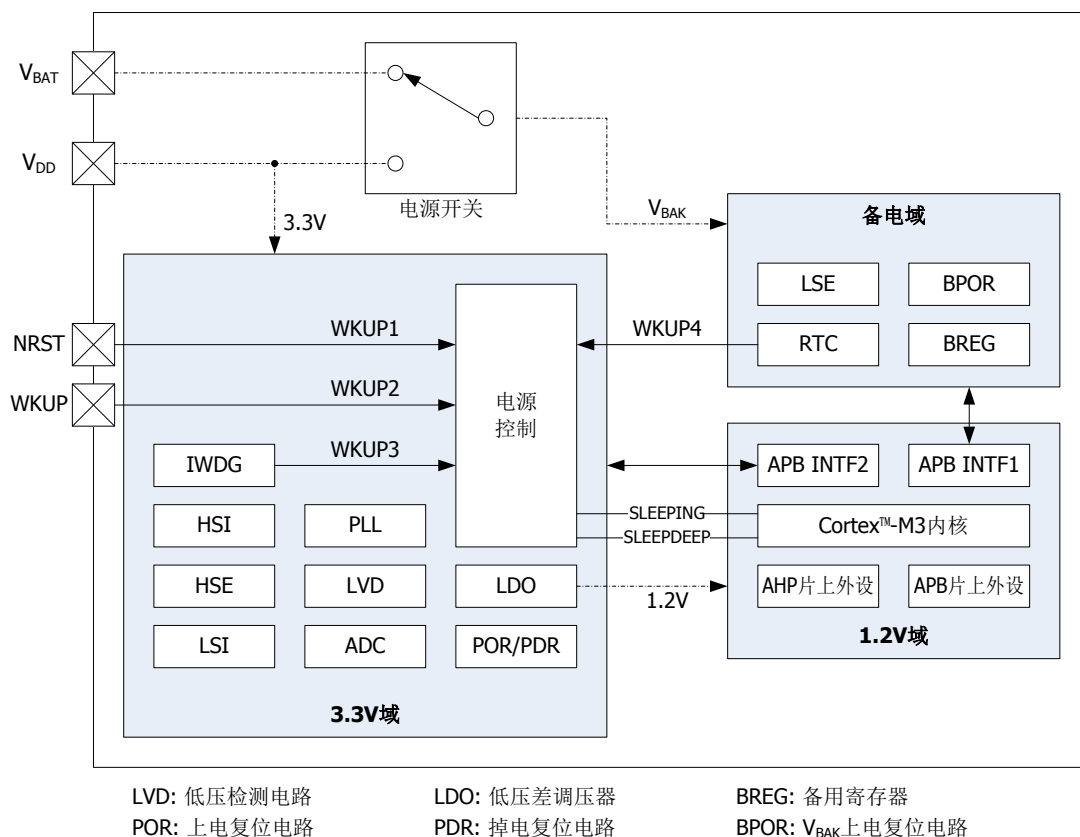 VBAT
VDD
电源开关
3.3V
VBAK
备电域
LSE
BPOR
RTC
BREG
NRST
WKUP1
WKUP4
WKUP
WKUP2
电源
控制
IWDG
WKUP3
APB INTF2
APB INTF1
HSI
PLL
SLEEPING
SLEEPDEEP
Cortex™-M3内核
HSE
LVD
LDO
1.2V
AHP片上外设
APB片上外设
LSI
ADC
POR/PDR
1.2V域
3.3V域
LVD: 低压检测电路
LDO: 低压差调压器
BREG: 备用寄存器
POR: 上电复位电路
PDR: 掉电复位电路
BPOR: VBAK上电复位电路